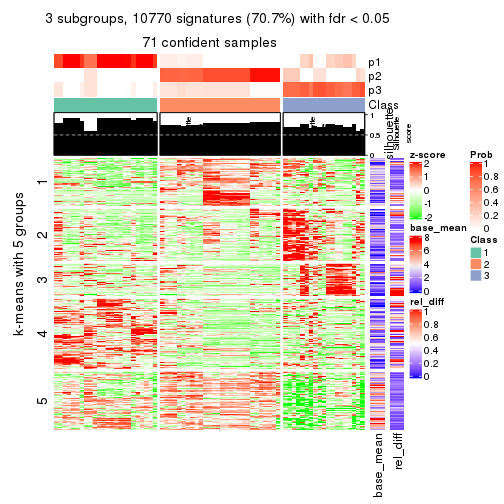 3 subgroups, 10770 signatures (70.7%) with fdr < 0.05
71 confident samples
p1
p2
p3
Class
1
0.5
0
silhouette
Silhouette
score
k-means with 5 groups
1
2
3
4
5
base_mean
rel_diff
z-score
2
1
0
-1
-2
base_mean
8
6
4
2
0
rel_diff
1
0.8
0.6
0.4
0.2
0
Prob
1
0.8
0.6
0.4
0.2
0
Class
1
2
3